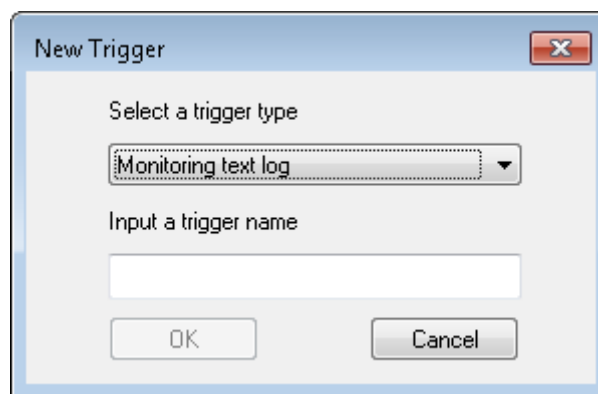 New Trigger
Select a trigger type
Monitoring text log
Input a trigger name
OK
Cancel